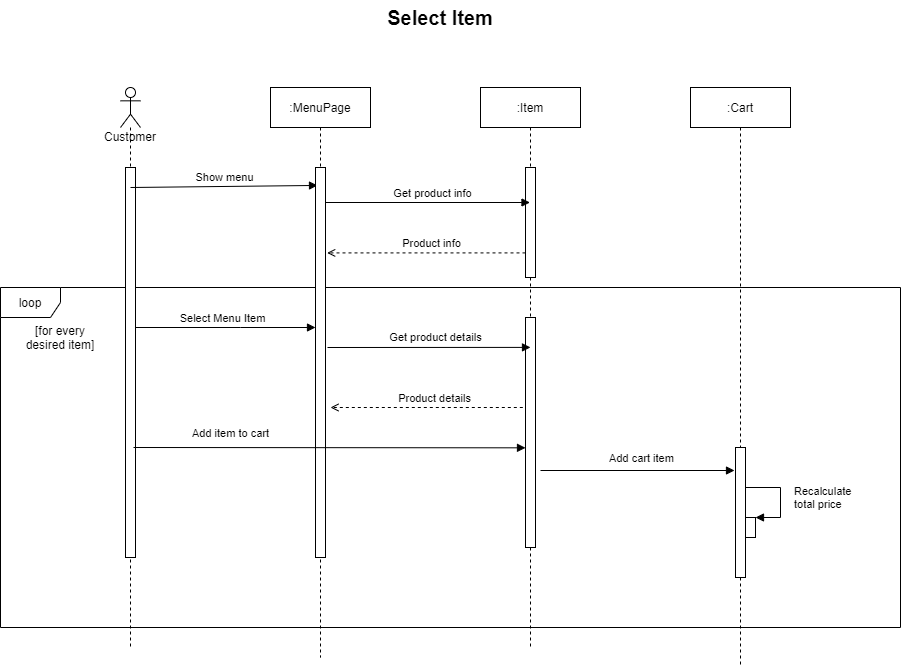 Select Item
Customer
:MenuPage
:Item
:Cart
Show menu
Get product info
Product info
loop
[for every
desired item]
Select Menu Item
Get product details
Product details
Add item to cart
Add cart item
Recalculate
total price